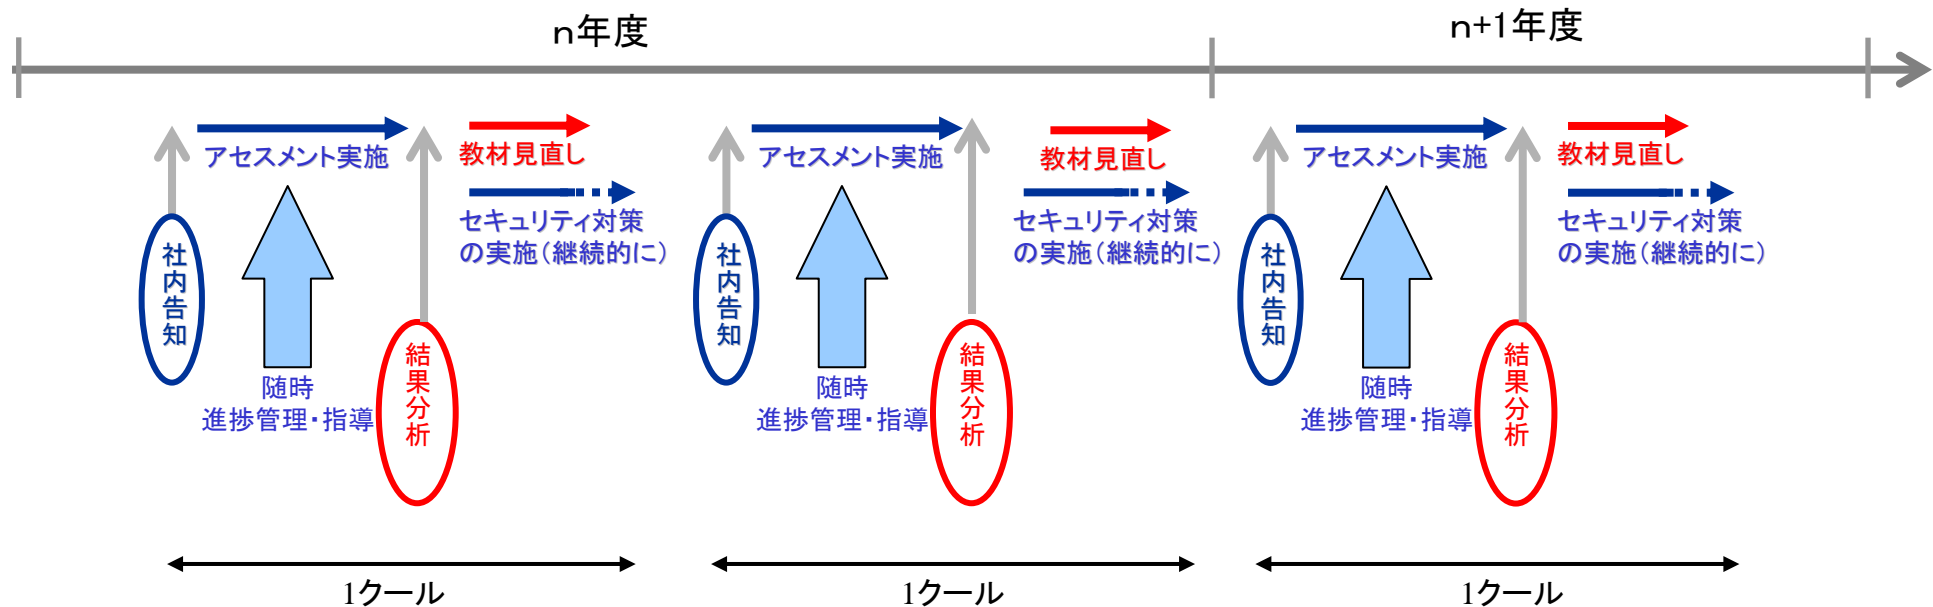 n年度
n+1年度
アセスメント実施
教材見直し
セキュリティ対策
の実施(継続的に)
社内告知
随時
進捗管理・指導
結果分析
1クール
アセスメント実施
教材見直し
セキュリティ対策
の実施(継続的に)
社内告知
随時
進捗管理・指導
結果分析
1クール
アセスメント実施
教材見直し
セキュリティ対策
の実施(継続的に)
社内告知
随時
進捗管理・指導
結果分析
1クール